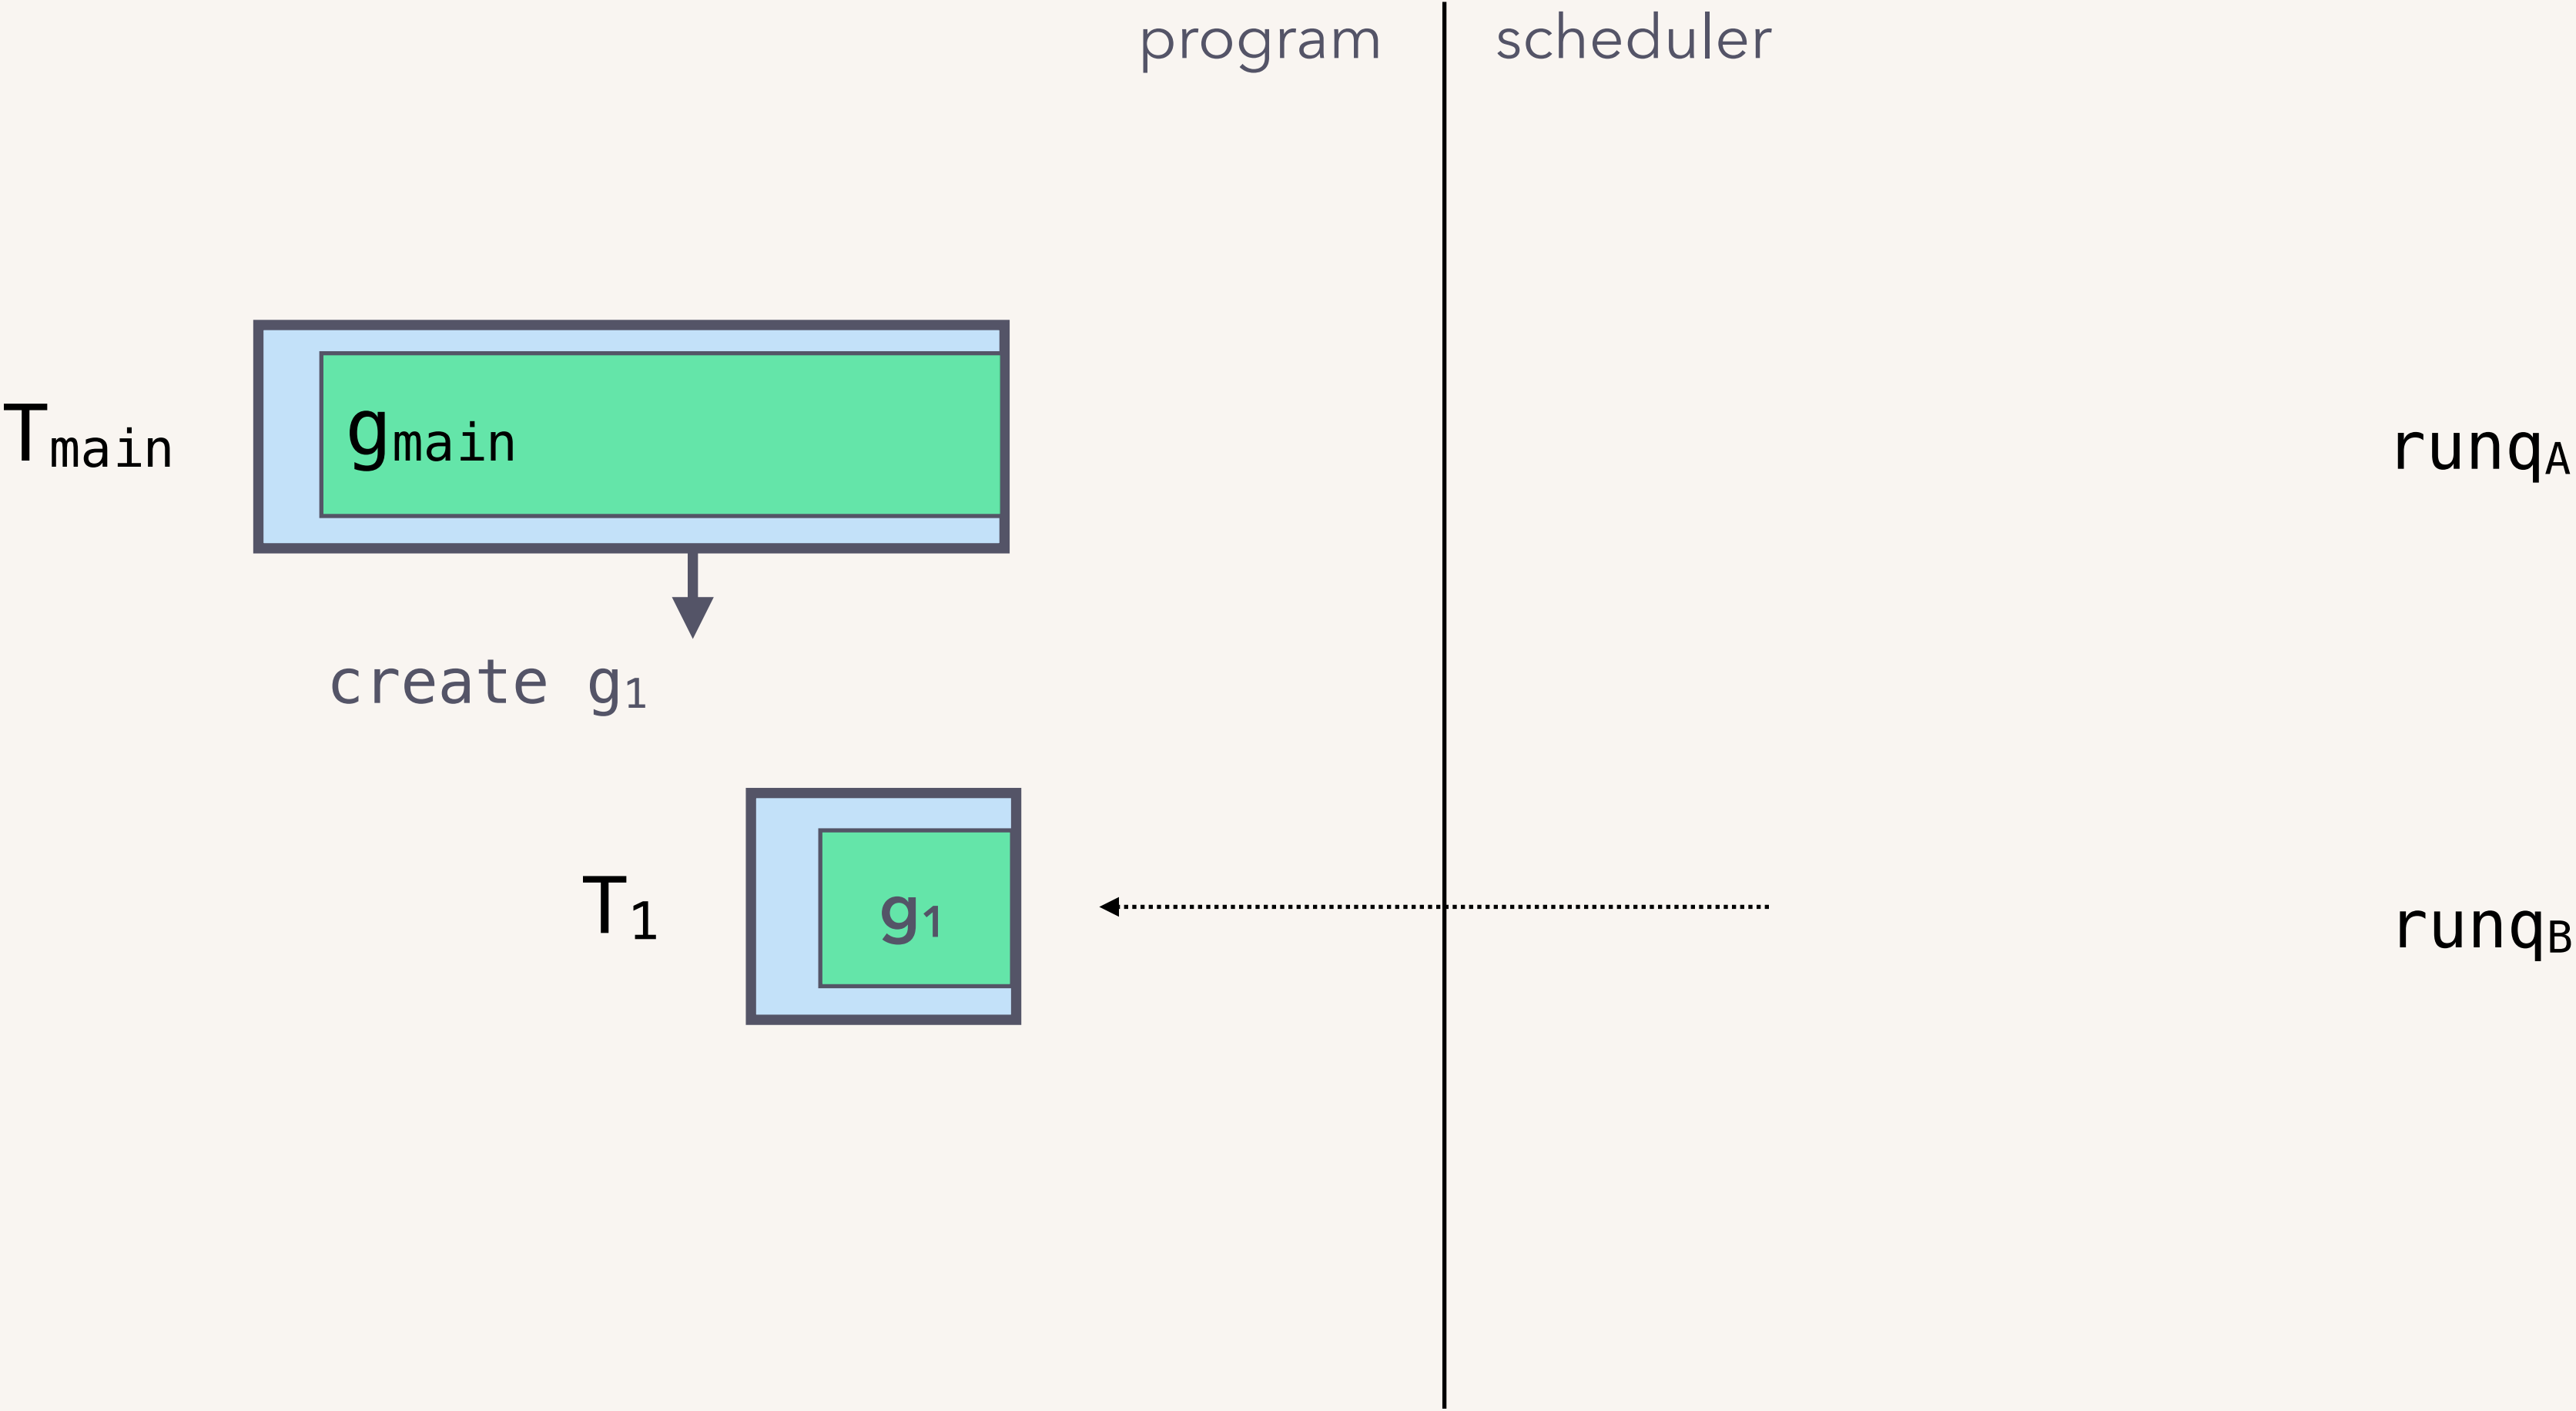 program
scheduler
Tmain
gmain
runqA
create g1
T1
g1
runqB